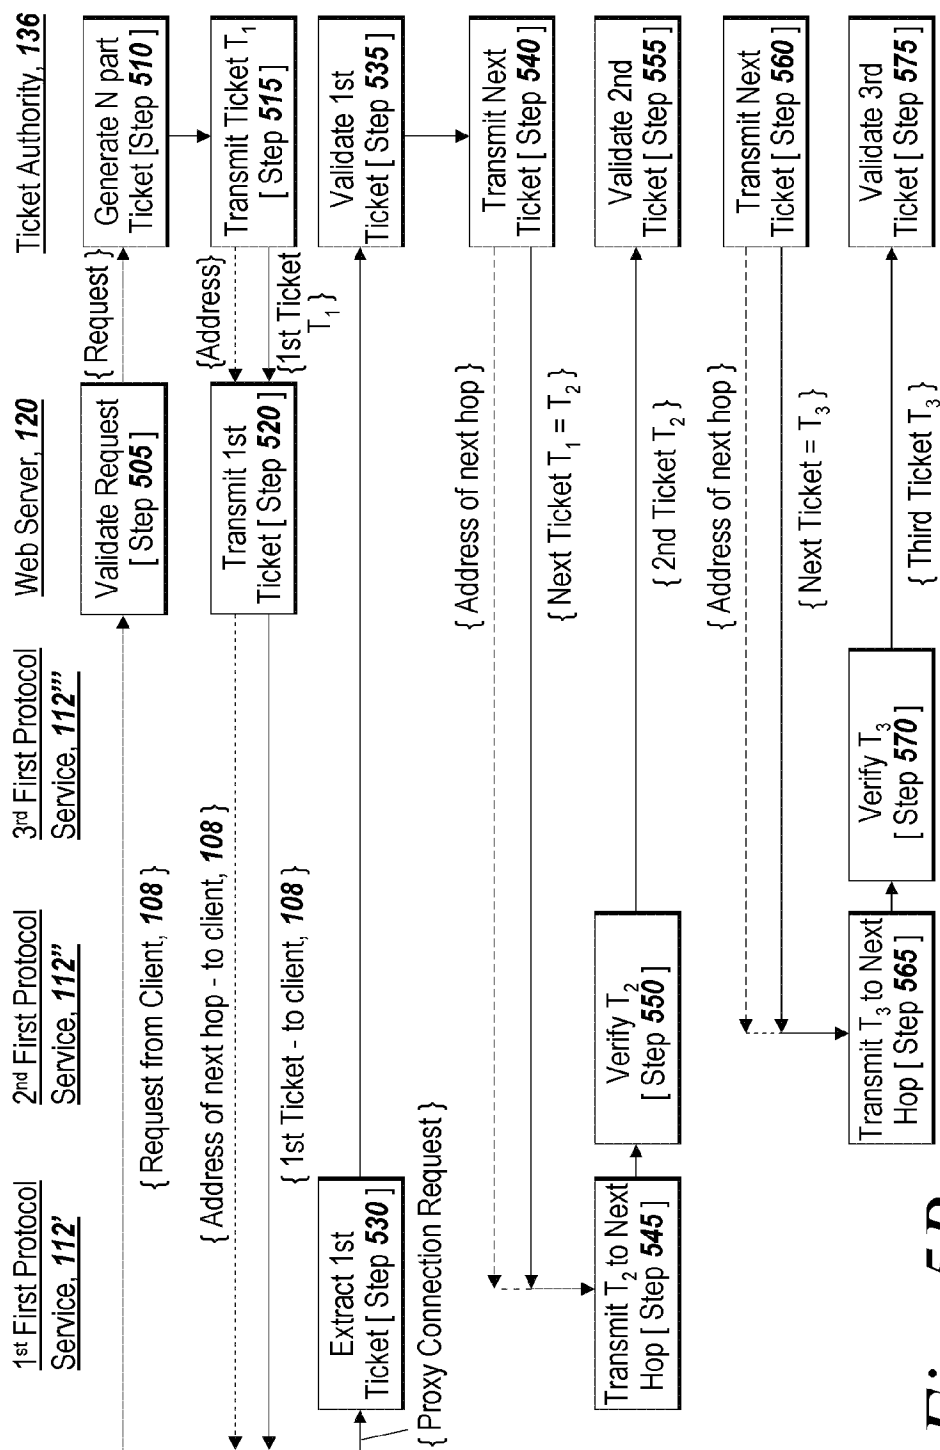 1st First Protocol
Service, 112'
2nd First Protocol
Service, 112"
3rd First Protocol
Service, 112"'
Web Server, 120
Ticket Authority, 136
{ Request from Client, 108 }
Validate Request
[ Step 505 ]
{ Request }
Generate N part
Ticket [Step 510 ]
Transmit Ticket T1
[ Step 515 ]
{Address}
{1st Ticket
T1 }
Transmit 1st
Ticket [ Step 520 ]
{ Address of next hop - to client, 108 }
{ 1st Ticket - to client, 108 }
{ Proxy Connection Request }
Extract 1st
Ticket [ Step 530 ]
Validate 1st
Ticket [ Step 535 ]
Transmit Next
Ticket [ Step 540 ]
{ Address of next hop }
{ Next Ticket T1 = T2 }
Transmit T2 to Next
Hop [ Step 545 ]
Verify T2
[ Step 550 ]
{ 2nd Ticket T2 }
Validate 2nd
Ticket [ Step 555 ]
Transmit Next
Ticket [ Step 560 ]
{ Address of next hop }
{ Next Ticket = T3 }
Transmit T3 to Next
Hop [ Step 565 ]
Verify T3
[ Step 570 ]
{ Third Ticket T3 }
Validate 3rd
Ticket [ Step 575 ]